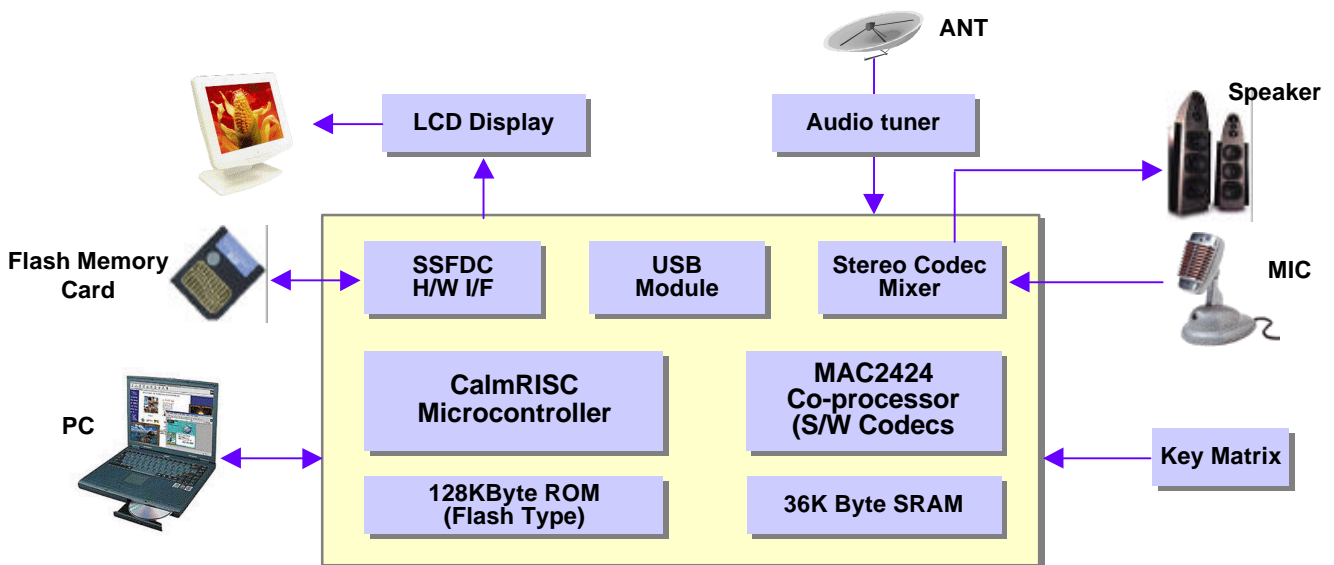 ANT
LCD Display
Audio tuner
Speaker
Flash Memory
Card
SSFDC
H/W I/F
USB
Module
Stereo Codec
Mixer
MIC
PC
CalmRISC
Microcontroller
MAC2424
Co-processor
(S/W Codecs
Key Matrix
128KByte ROM
(Flash Type)
36K Byte SRAM